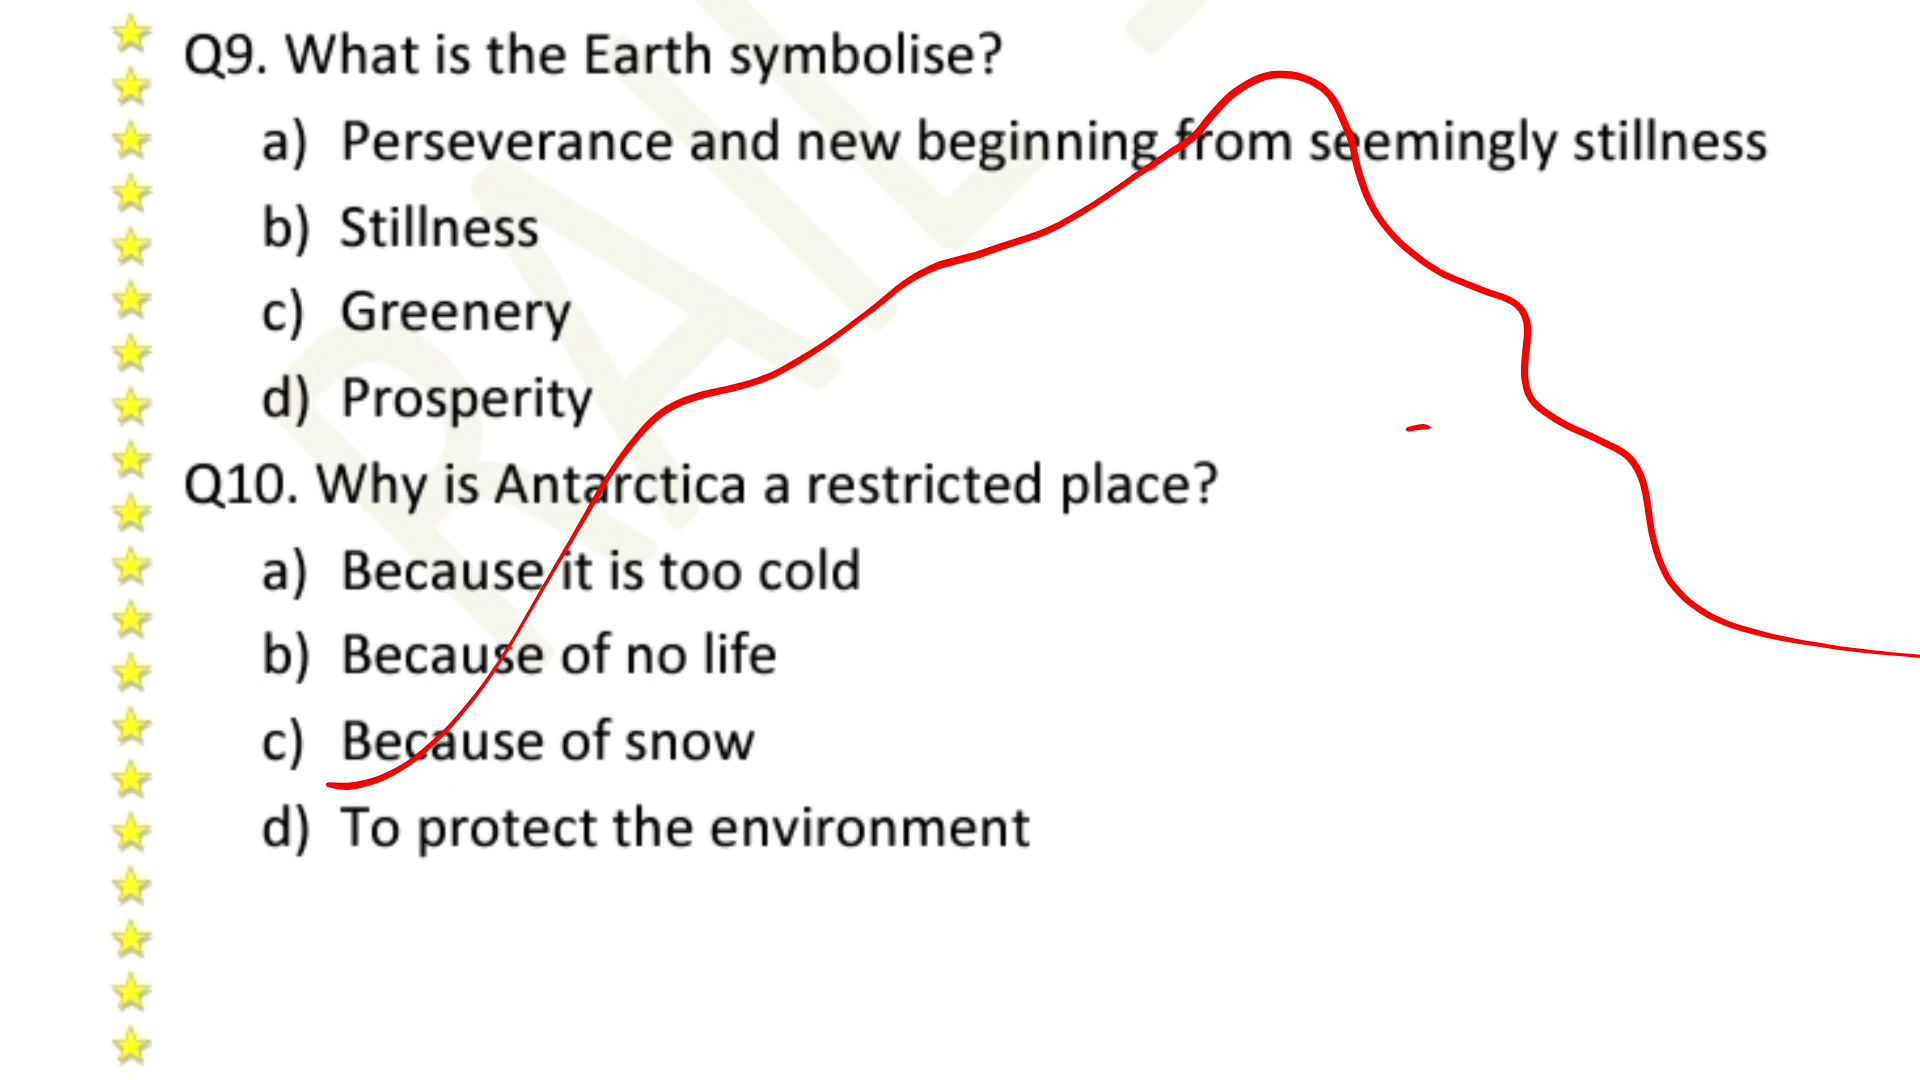 Q9. What is the Earth symbolise?
a) Perseverance and new beginning from seemingly stillness
b) Stillness
c) Greenery
d) Prosperity
Q10. Why is Antarctica a restricted place?
a) Because it is too cold
b) Because of no life
c) Because of snow
d) To protect the environment